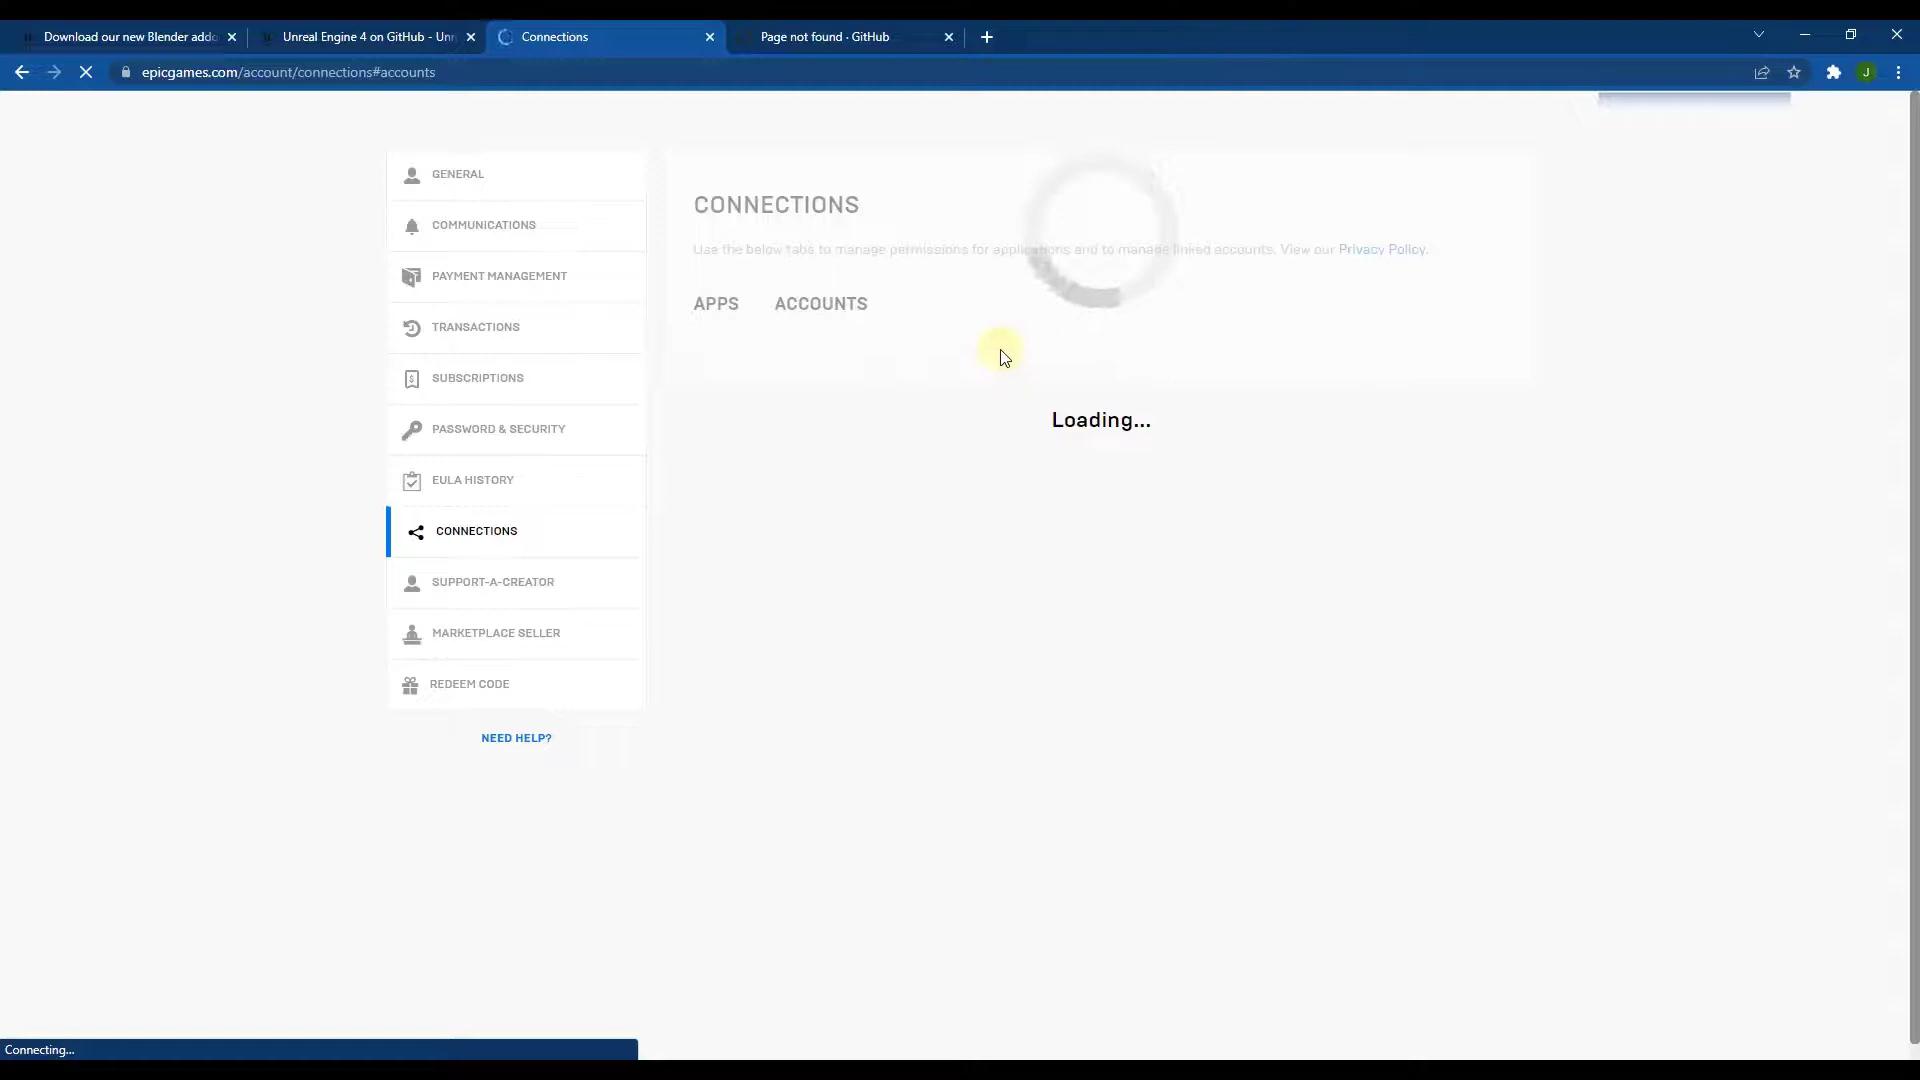 Download our new Blender addo
Unreal Engine 4 on GitHub - Unr
Connections
Page not found · GitHub
epicgames.com/account/connections#accounts
J
GENERAL
COMMUNICATIONS
PAYMENT MANAGEMENT
TRANSACTIONS
SUBSCRIPTIONS
PASSWORD & SECURITY
EULA HISTORY
CONNECTIONS
SUPPORT-A-CREATOR
MARKETPLACE SELLER
REDEEM CODE
NEED HELP?
CONNECTIONS
Use the below tabs to manage permissions for applications and to manage linked accounts. View our Privacy Policy.
APPS ACCOUNTS
Loading...
Connecting...